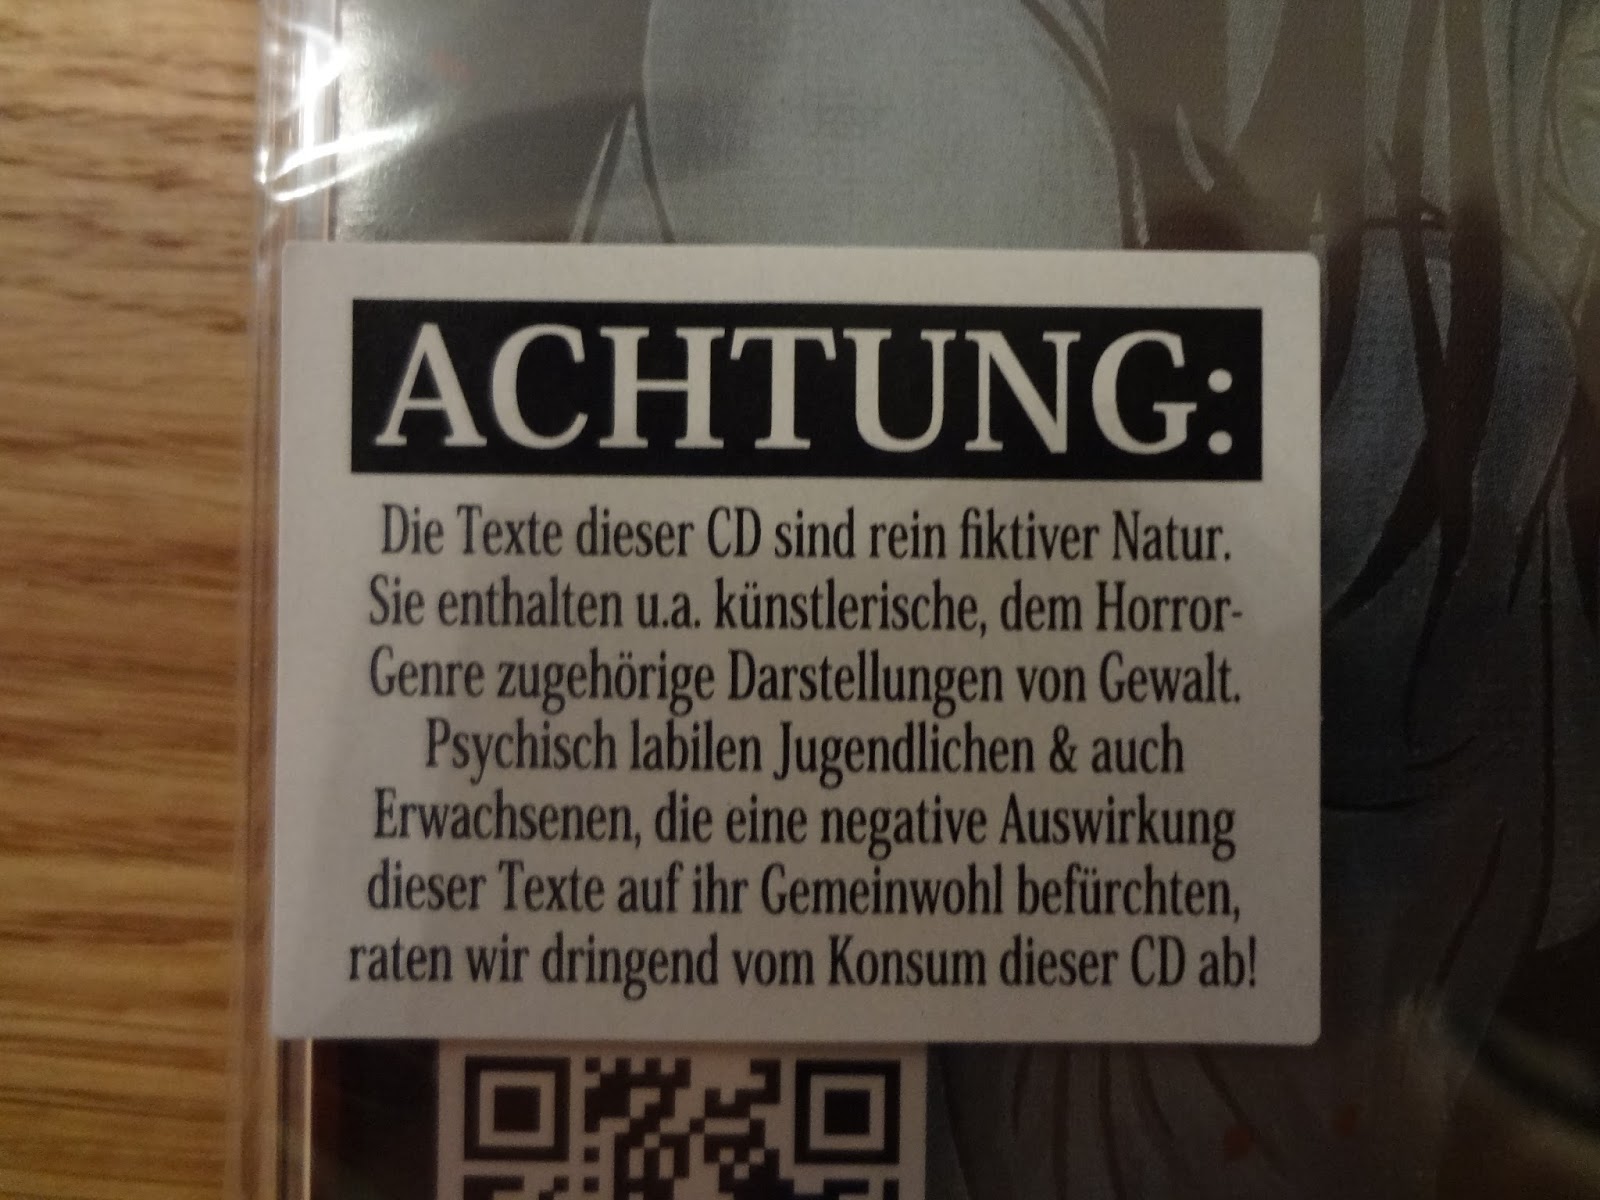 ACHTUNG:
Die Texte dieser CD sind rein fiktiver Natur.
Sie enthalten u.a. künstlerische, dem Horror-
Genre zugehörige Darstellungen von Gewalt.
Psychisch labilen Jugendlichen & auch
Erwachsenen, die eine negative Auswirkung
dieser Texte auf ihr Gemeinwohl befürchten,
raten wir dringend vom Konsum dieser CD ab!